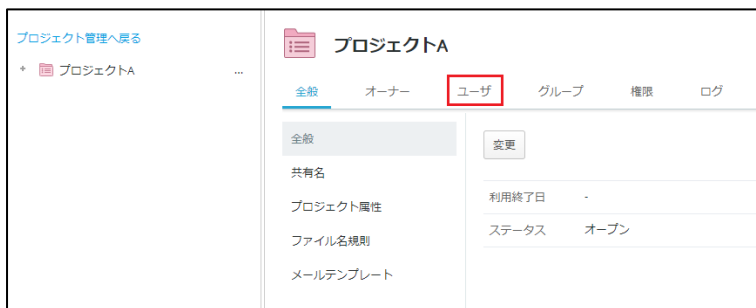 プロジェクト管理へ戻る
+ プロジェクトA ...
プロジェクトA
全般 オーナー ユーザ グループ 権限 ログ
全般
共有名
プロジェクト属性
ファイル名規則
メールテンプレート
変更
利用終了日 -
ステータス オープン